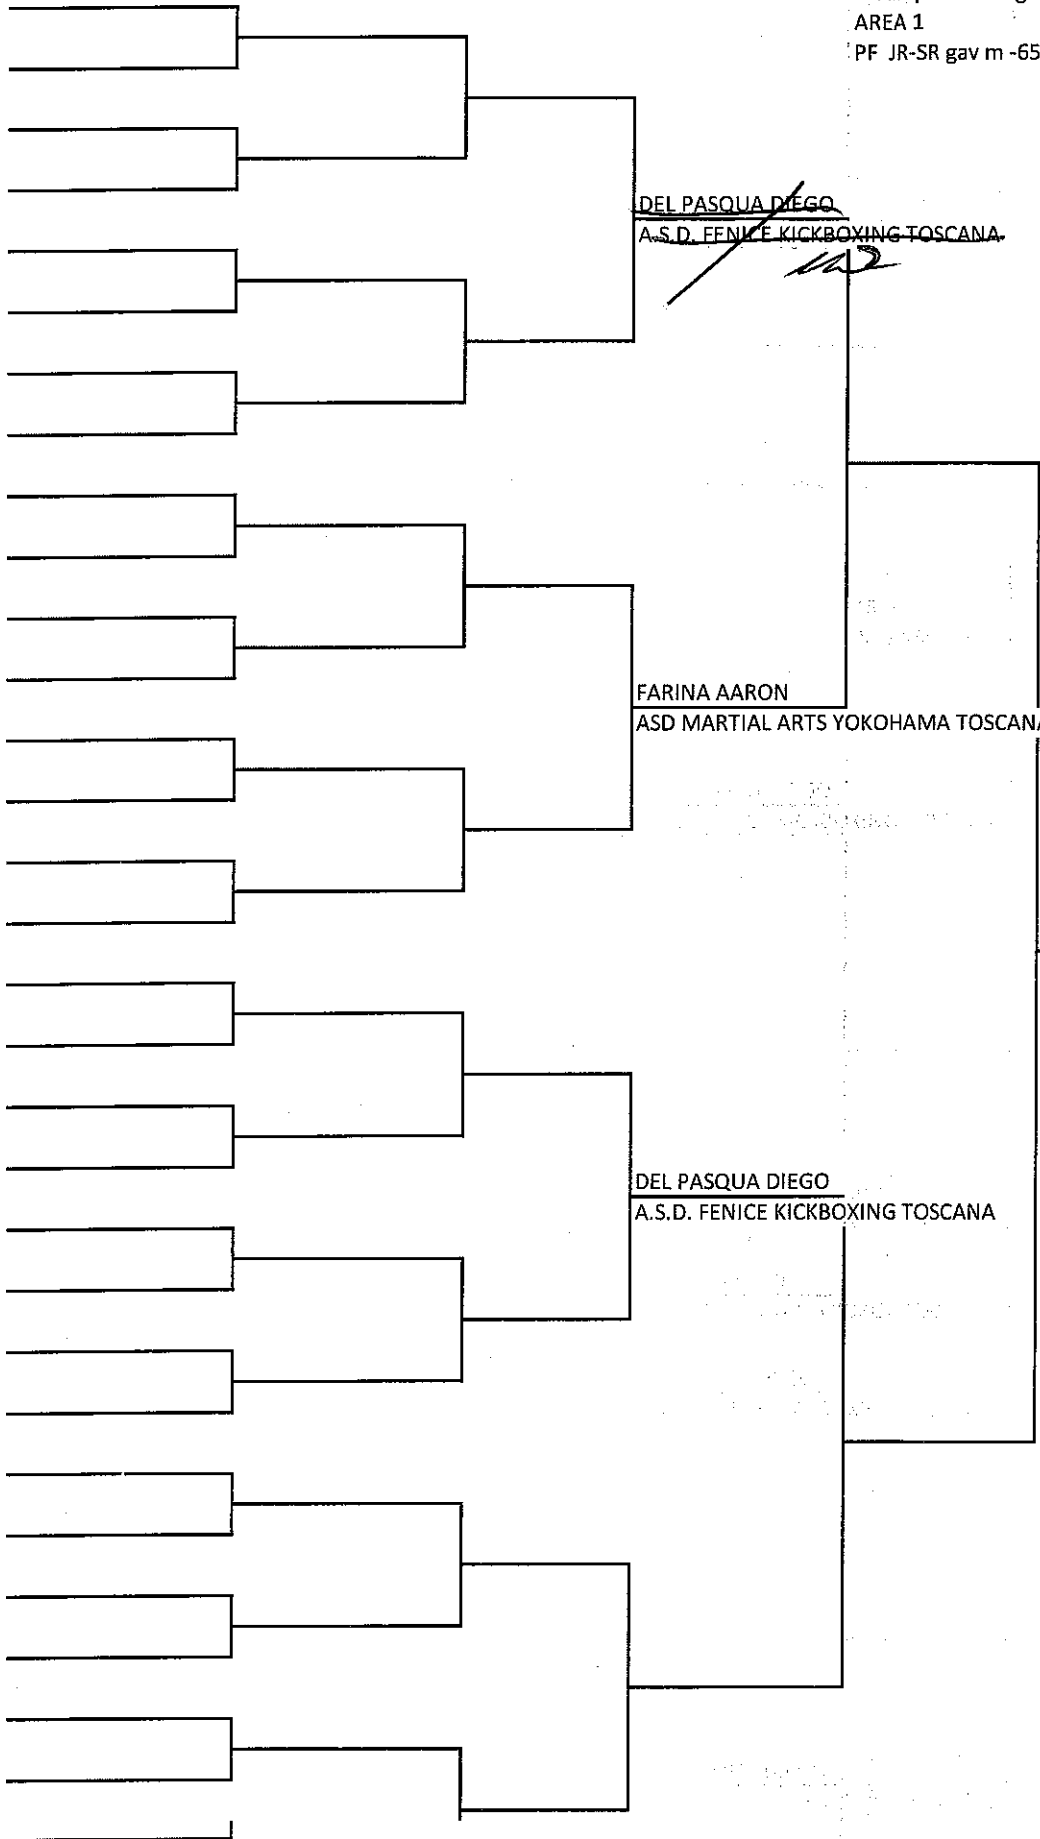 AREA 1
PF JR-SR gav m -65
DEL PASQUA DIEGO
A.S.D. FENICE KICKBOXING TOSCANA
FARINA AARON
ASD MARTIAL ARTS YOKOHAMA TOSCANA
DEL PASQUA DIEGO
A.S.D. FENICE KICKBOXING TOSCANA